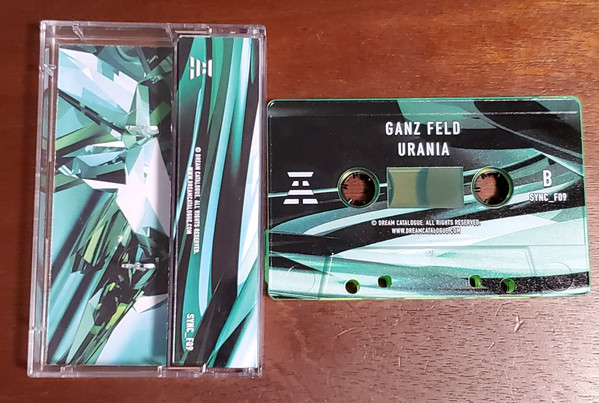 © DREAM CATALOGUE. ALL RIGHTS RESERVED.
WWW.DREAMCATALOGUE.COM
SYNC_F09
GANZ FELD
URANIA
B
SYNC_F09
© DREAM CATALOGUE. ALL RIGHTS RESERVED.
WWW.DREAMCATALOGUE.COM